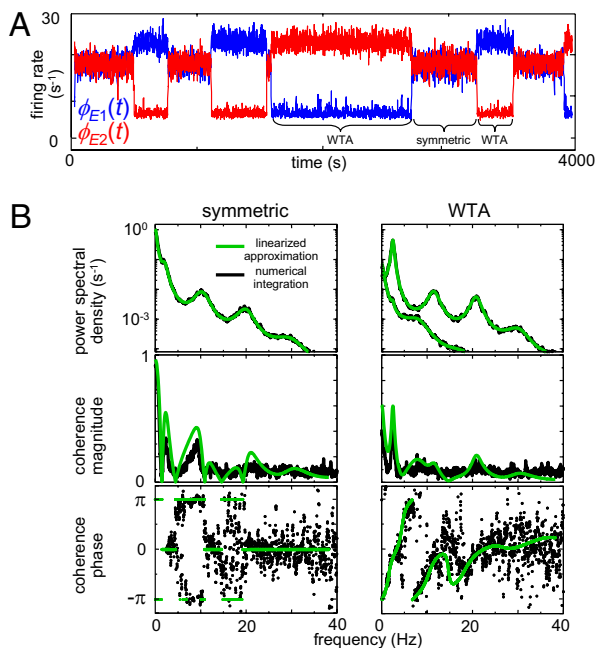 A
30
firing rate
(s⁻¹)
0
ϕE1(t)
ϕE2(t)
WTA
symmetric
WTA
0
time (s)
4000
B
symmetric
WTA
10⁰
10⁻³
power spectral
density (s⁻¹)
linearized
approximation
numerical
integration
1
0
coherence
magnitude
π
0
-π
coherence
phase
0
20
40
0
20
40
frequency (Hz)